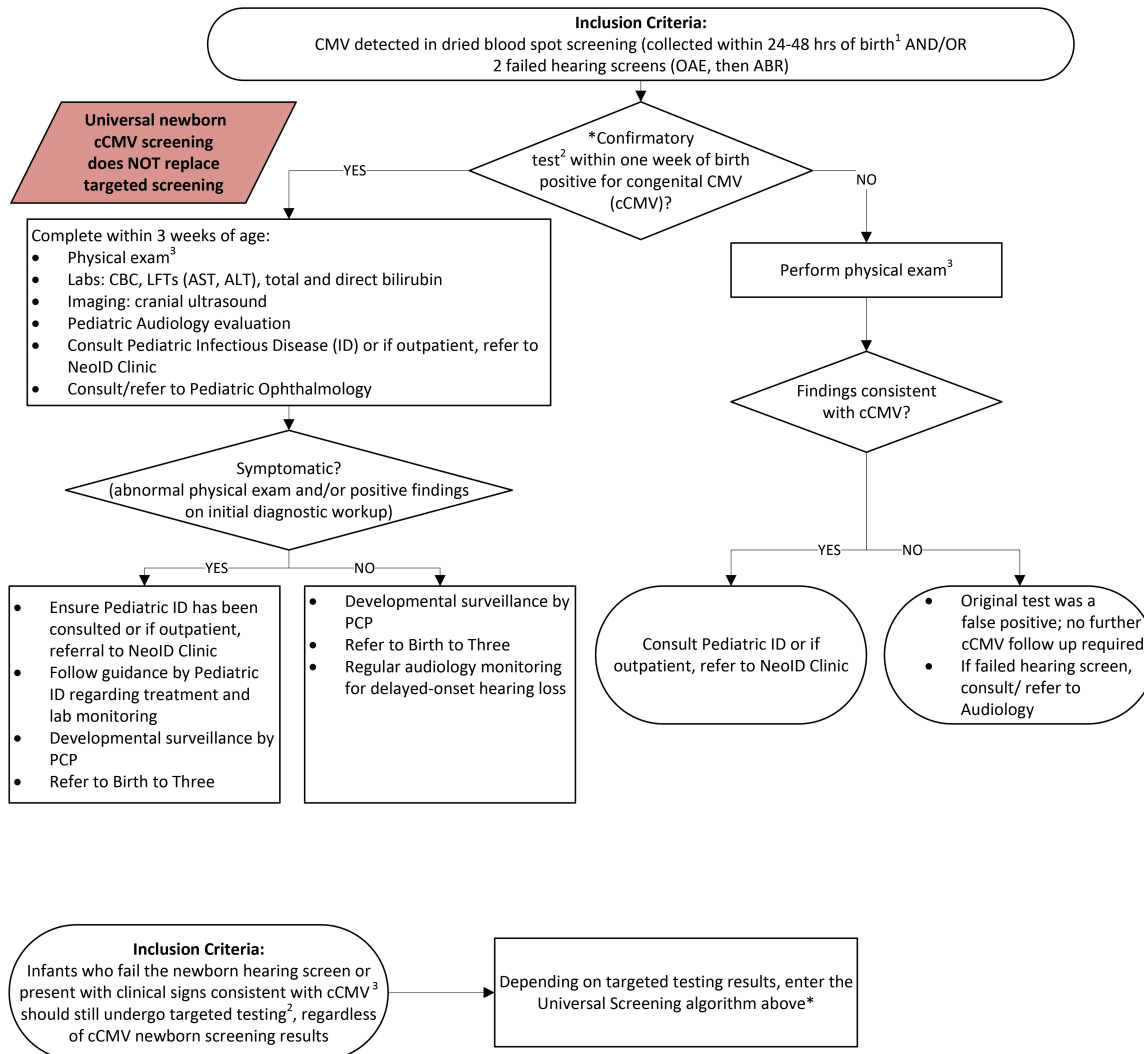 Inclusion Criteria:
CMV detected in dried blood spot screening (collected within 24-48 hrs of birth¹ AND/OR
2 failed hearing screens (OAE, then ABR)
Universal newborn
cCMV screening
does NOT replace
targeted screening
*Confirmatory
test² within one week of birth
positive for congenital CMV
(cCMV)?
YES
NO
Complete within 3 weeks of age:
• Physical exam³
• Labs: CBC, LFTs (AST, ALT), total and direct bilirubin
• Imaging: cranial ultrasound
• Pediatric Audiology evaluation
• Consult Pediatric Infectious Disease (ID) or if outpatient, refer to
NeoID Clinic
• Consult/refer to Pediatric Ophthalmology
Perform physical exam³
Findings consistent
with cCMV?
Symptomatic?
(abnormal physical exam and/or positive findings
on initial diagnostic workup)
YES
NO
YES
NO
• Ensure Pediatric ID has been
consulted or if outpatient,
referral to NeoID Clinic
• Follow guidance by Pediatric
ID regarding treatment and
lab monitoring
• Developmental surveillance by
PCP
• Refer to Birth to Three
• Developmental surveillance by
PCP
• Refer to Birth to Three
• Regular audiology monitoring
for delayed-onset hearing loss
Consult Pediatric ID or if
outpatient, refer to NeoID Clinic
• Original test was a
false positive; no further
cCMV follow up required
• If failed hearing screen,
consult/ refer to
Audiology
Inclusion Criteria:
Infants who fail the newborn hearing screen or
present with clinical signs consistent with cCMV³
should still undergo targeted testing², regardless
of cCMV newborn screening results
Depending on targeted testing results, enter the
Universal Screening algorithm above*